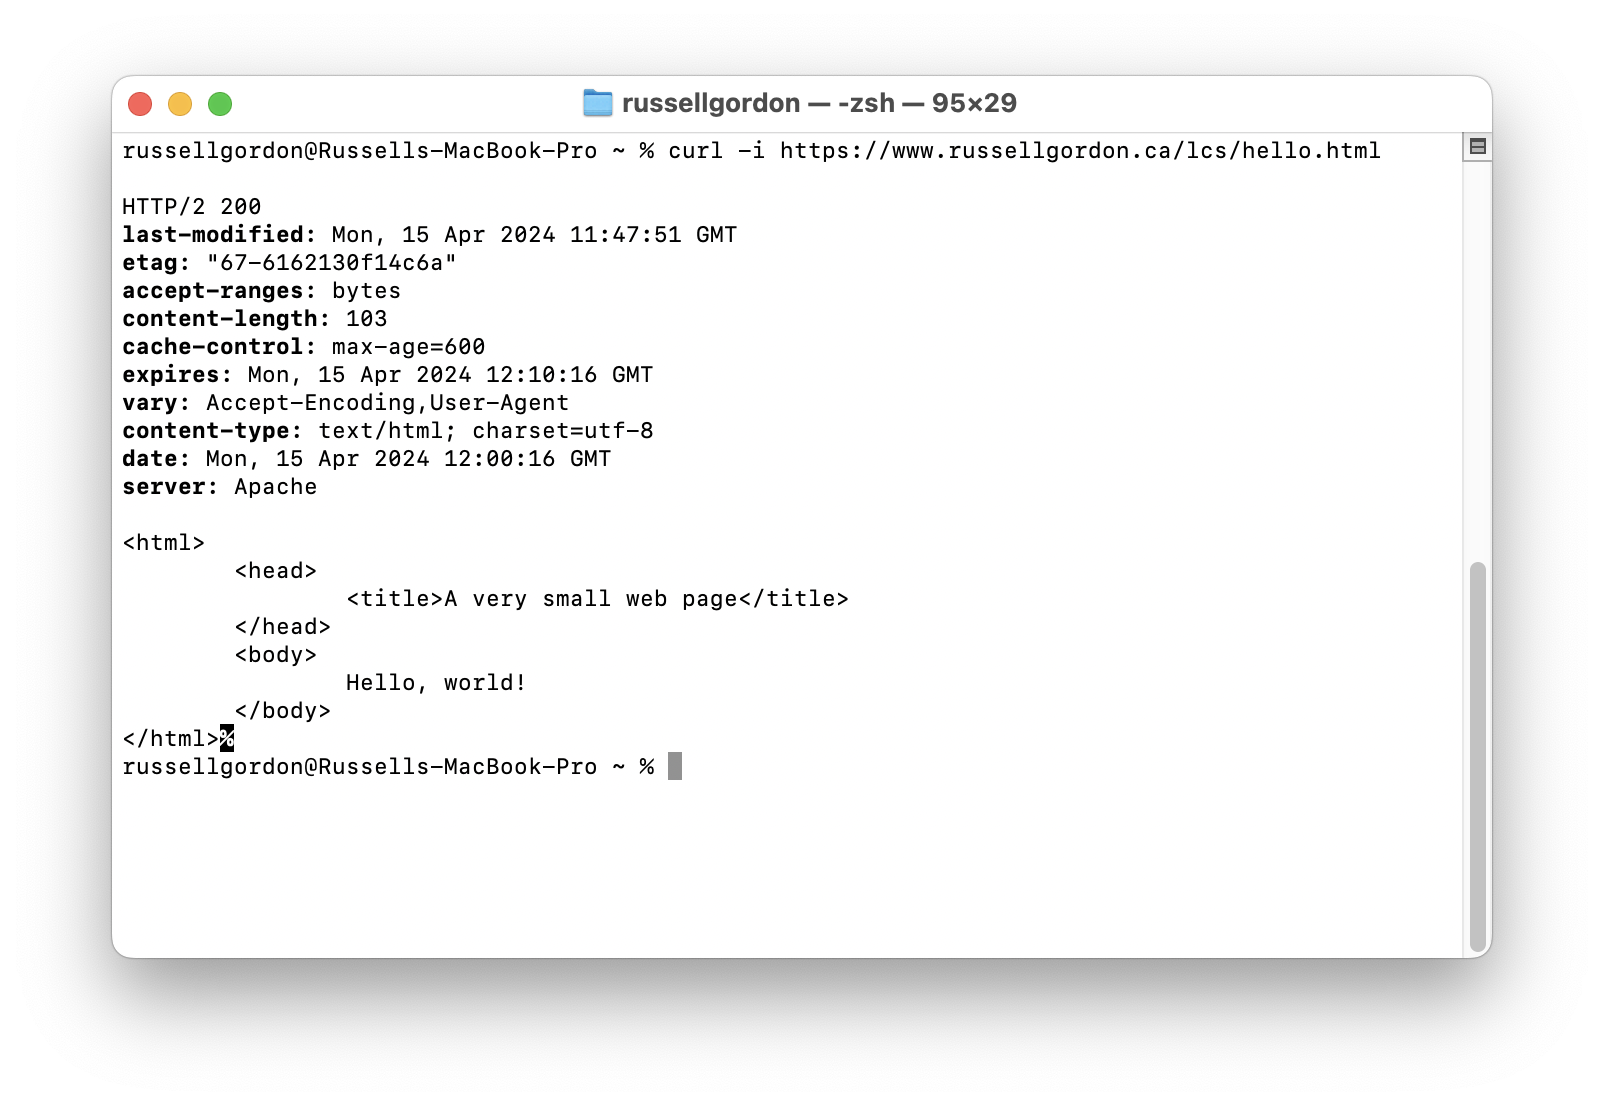 russellgordon — -zsh — 95×29
russellgordon@Russells-MacBook-Pro ~ % curl -i https://www.russellgordon.ca/lcs/hello.html
HTTP/2 200
last-modified: Mon, 15 Apr 2024 11:47:51 GMT
etag: "67-6162130f14c6a"
accept-ranges: bytes
content-length: 103
cache-control: max-age=600
expires: Mon, 15 Apr 2024 12:10:16 GMT
vary: Accept-Encoding,User-Agent
content-type: text/html; charset=utf-8
date: Mon, 15 Apr 2024 12:00:16 GMT
server: Apache
<html>
<head>
<title>A very small web page</title>
</head>
<body>
Hello, world!
</body>
</html>%
russellgordon@Russells-MacBook-Pro ~ %